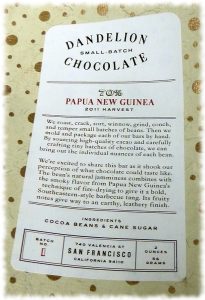 DANDELION
SMALL-BATCH
CHOCOLATE
70%
PAPUA NEW GUINEA
2011 HARVEST
We roast, crack, sort, winnow, grind, conch,
and temper small batches of beans. Then we
mold and package each of our bars by hand.
By sourcing high-quality cacao and carefully
crafting tiny batches of chocolate, we can
bring out the individual nuances of each bean.
We're excited to share this bar as it shook our
perception of what chocolate could taste like.
The bean's natural jamminess combines with
the smoky flavor from Papua New Guinea's
technique of fire-drying to give it a bold,
Southeastern-style barbecue tang. Its fruity
notes give way to an earthy, leathery finish.
INGREDIENTS
COCOA BEANS & CANE SUGAR
BATCH NO.
1
740 VALENCIA ST
SAN FRANCISCO
CALIFORNIA 94110
2 OUNCES
56 GRAMS